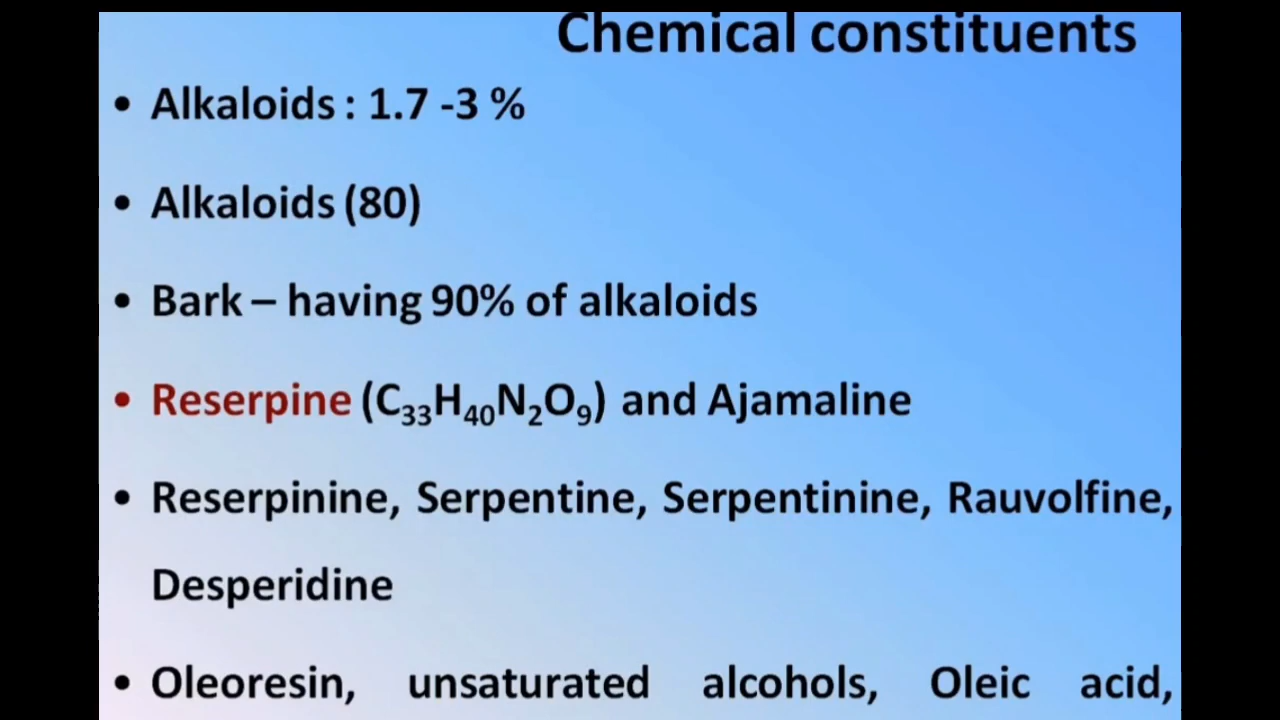 Chemical constituents
• Alkaloids : 1.7 -3 %
• Alkaloids (80)
• Bark – having 90% of alkaloids
• Reserpine (C₃₃H₄₀N₂O₉) and Ajamaline
• Reserpinine, Serpentine, Serpentinine, Rauvolfine,
Desperidine
• Oleoresin, unsaturated alcohols, Oleic acid,